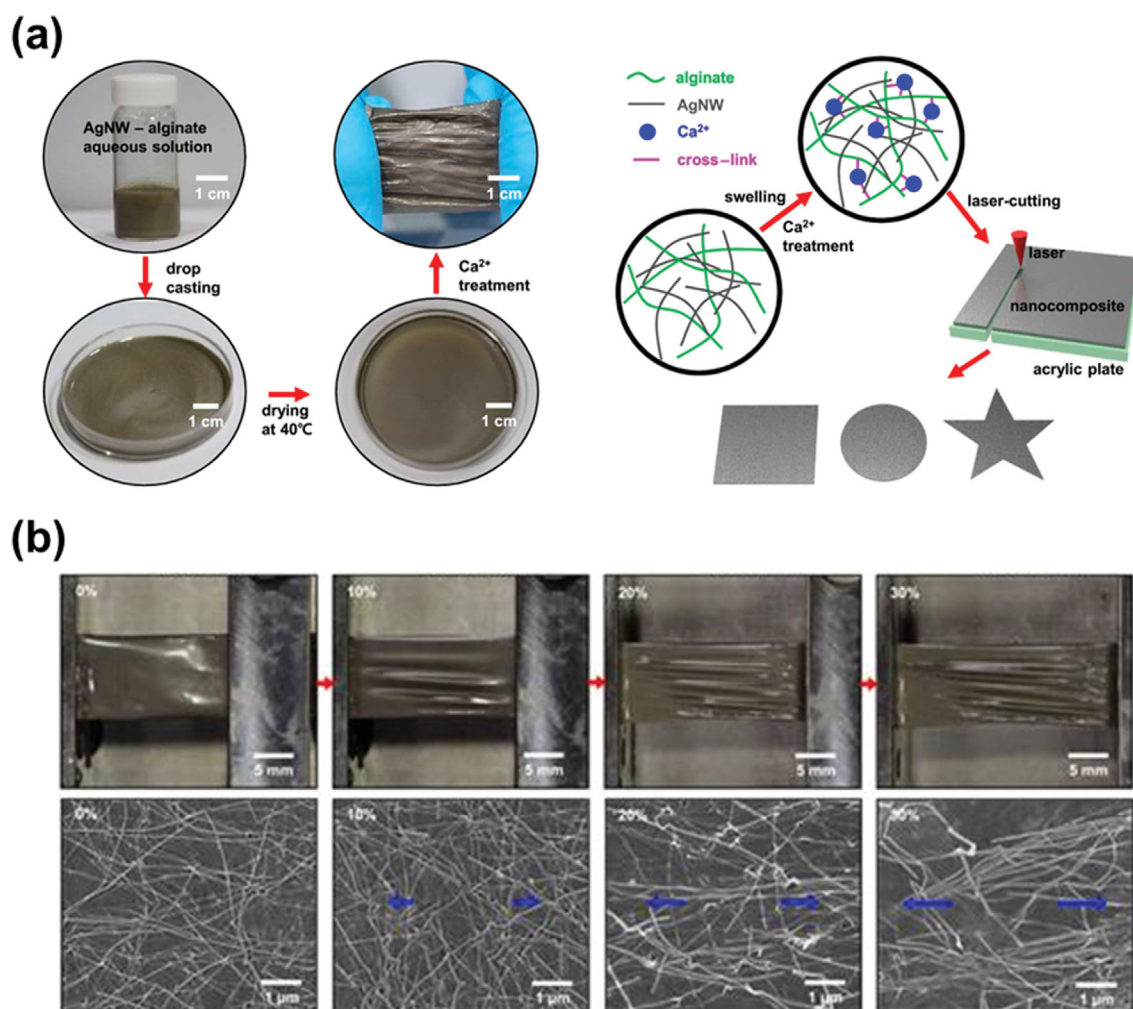 (a)
AgNW – alginate
aqueous solution
1 cm
1 cm
drop
casting
Ca²⁺
treatment
1 cm
drying
at 40℃
1 cm
alginate
AgNW
Ca²⁺
cross–link
swelling
Ca²⁺
treatment
laser-cutting
laser
nanocomposite
acrylic plate
(b)
0%
10%
20%
30%
5 mm
5 mm
5 mm
5 mm
0%
10%
20%
30%
1 μm
1 μm
1 μm
1 μm